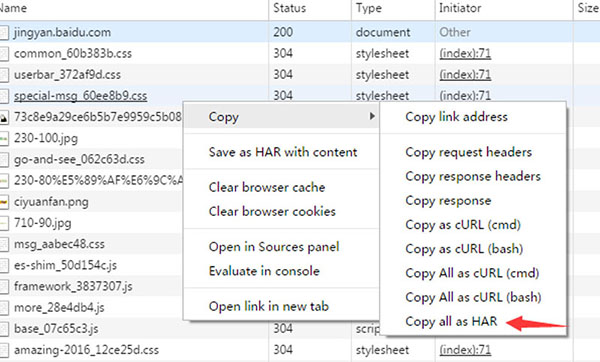 Name Status Type Initiator Size
jingyan.baidu.com 200 document Other
common_60b383b.css 304 stylesheet (index):71
userbar_372af9d.css 304 stylesheet (index):71
special-msg_60ee8b9.css 304 stylesheet (index):71
73c8e9a29ce6b5b7e9959c5b08
230-100.jpg
go-and-see_062c63d.css
230-80%E5%89%AF%E6%9C%A
ciyuanfan.png
710-90.jpg
msg_aabec48.css
es-shim_50d154c.js
framework_3837307.js
more_28e4db4.js
base_07c65c3.js 304 scrip
amazing-2016_12ce25d.css 304 stylesheet (index):71
Copy
Save as HAR with content
Clear browser cache
Clear browser cookies
Open in Sources panel
Evaluate in console
Open link in new tab
Copy link address
Copy request headers
Copy response headers
Copy response
Copy as cURL (cmd)
Copy as cURL (bash)
Copy All as cURL (cmd)
Copy All as cURL (bash)
Copy all as HAR